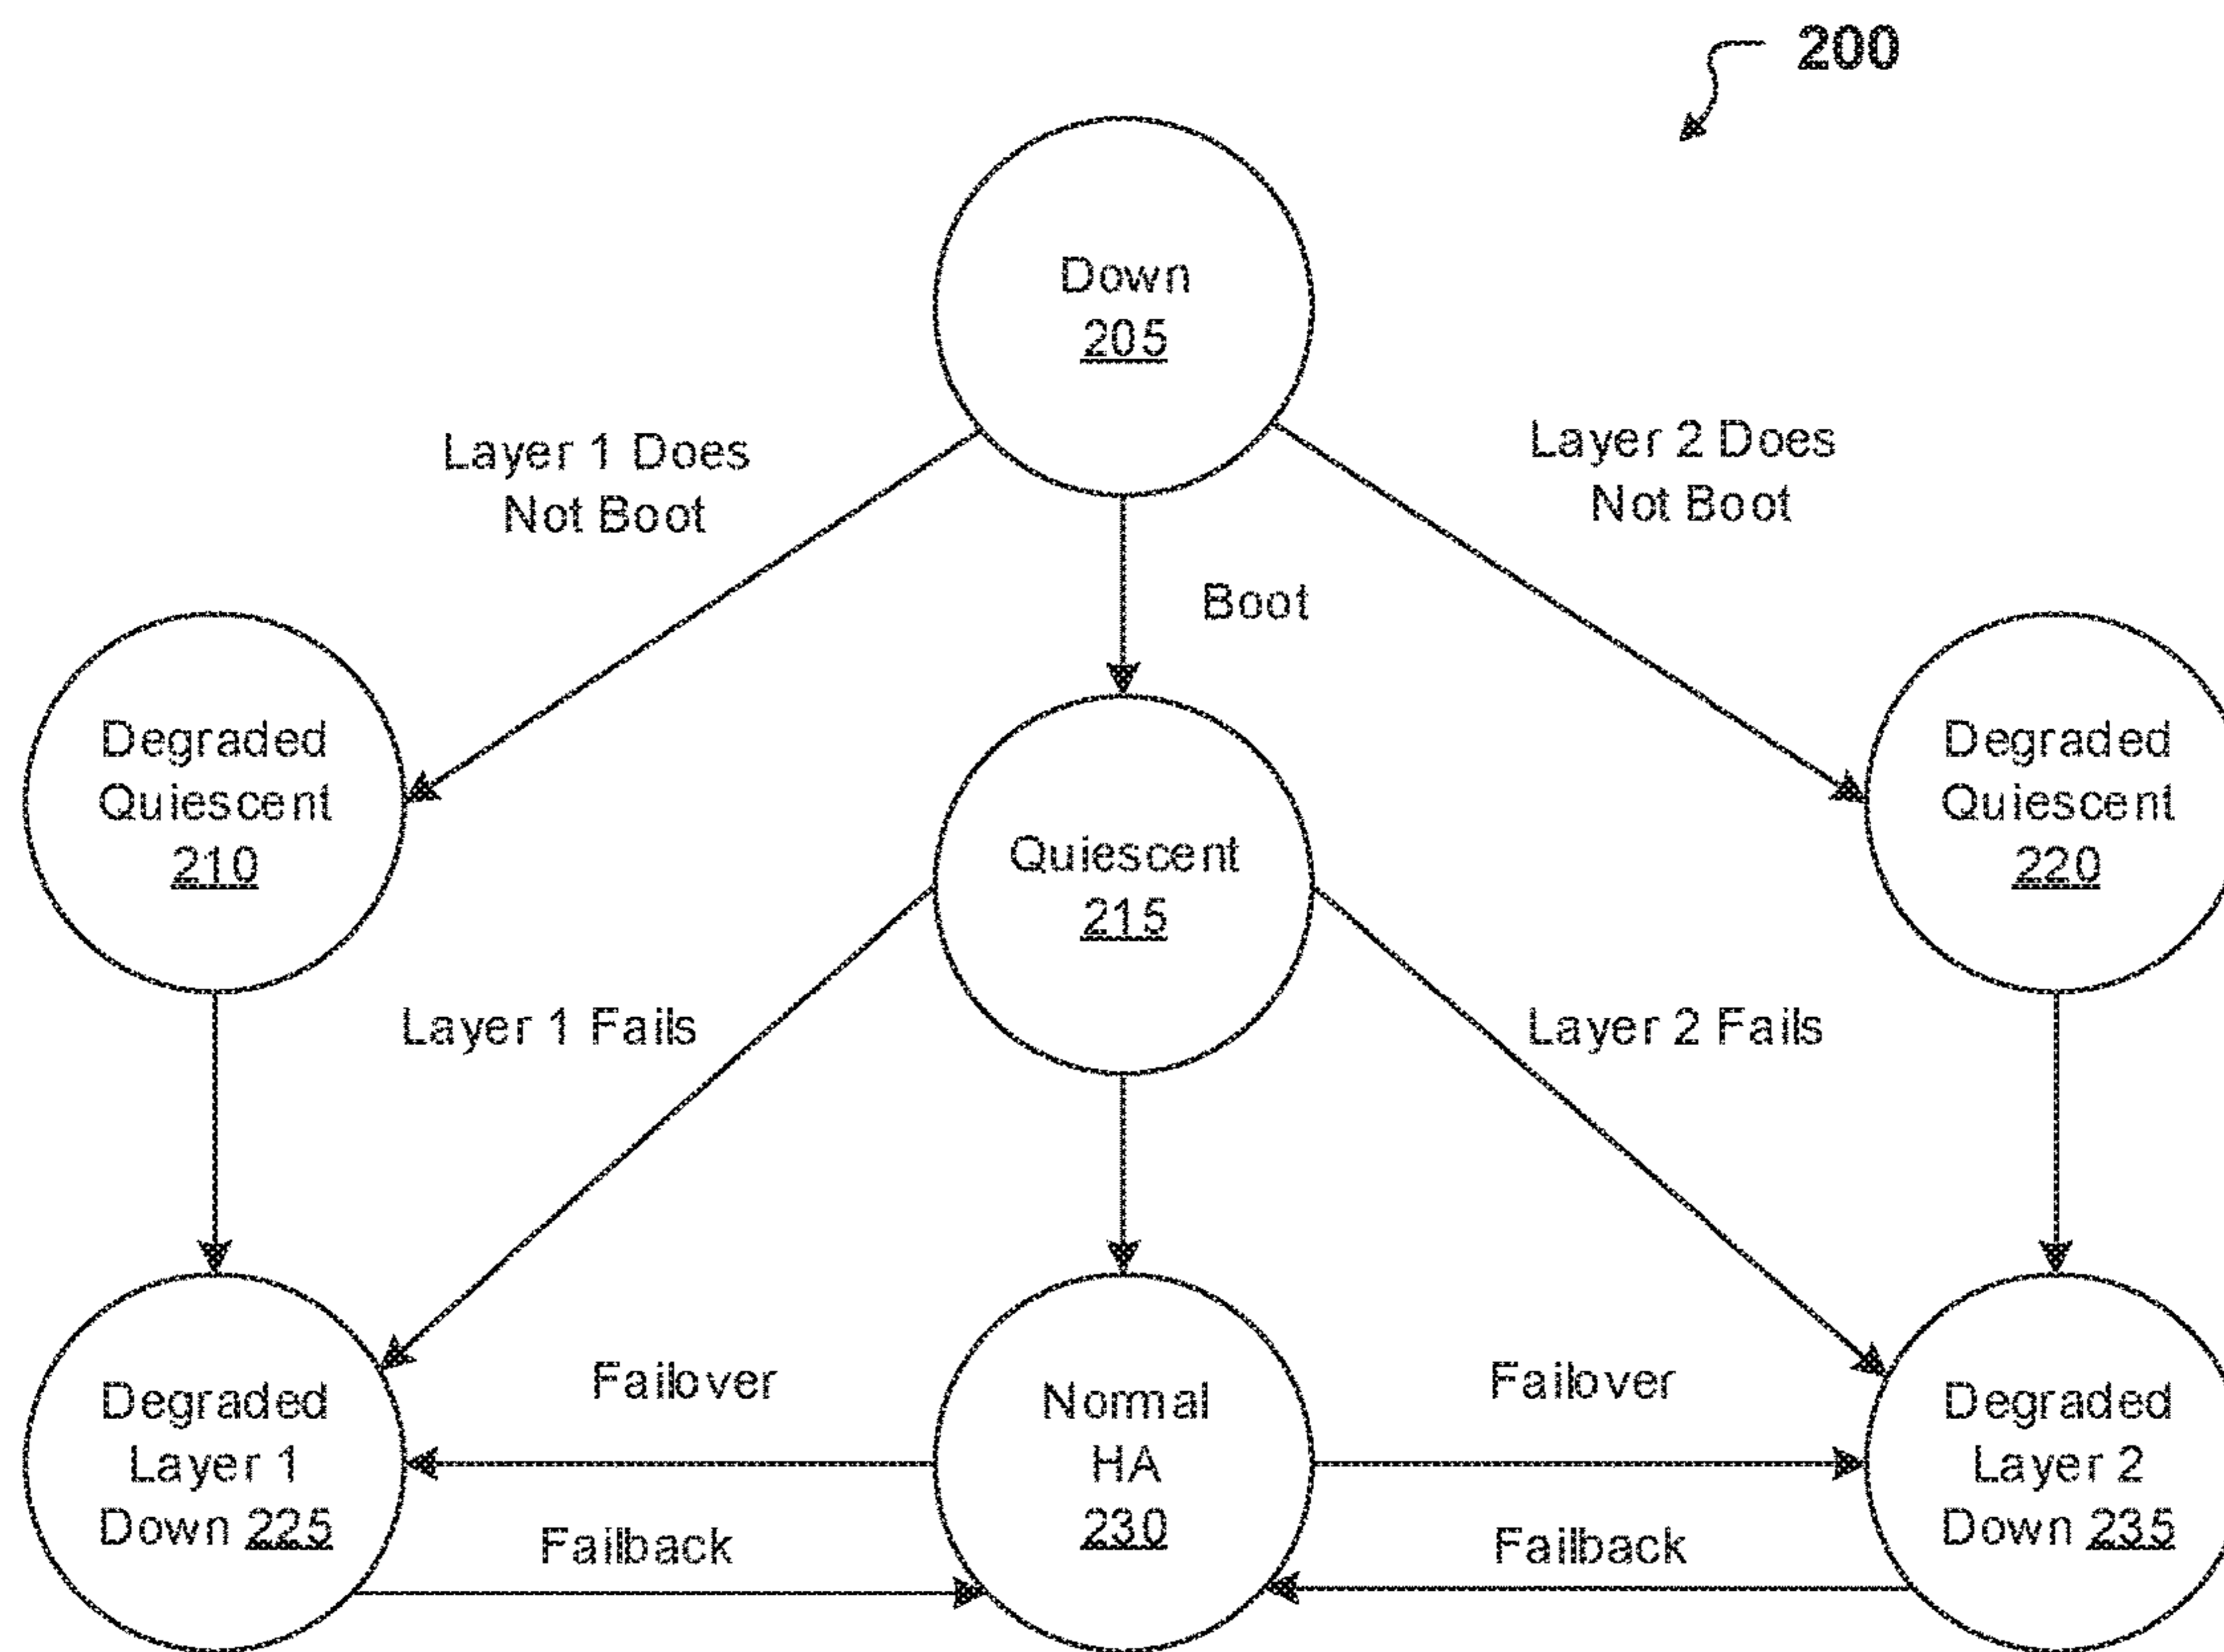 200
Down
205
Layer 1 Does
Not Boot
Layer 2 Does
Not Boot
Boot
Degraded
Quiescent
210
Quiescent
215
Degraded
Quiescent
220
Layer 1 Fails
Layer 2 Fails
Degraded
Layer 1
Down 225
Failover
Failback
Normal
HA
230
Failover
Failback
Degraded
Layer 2
Down 235